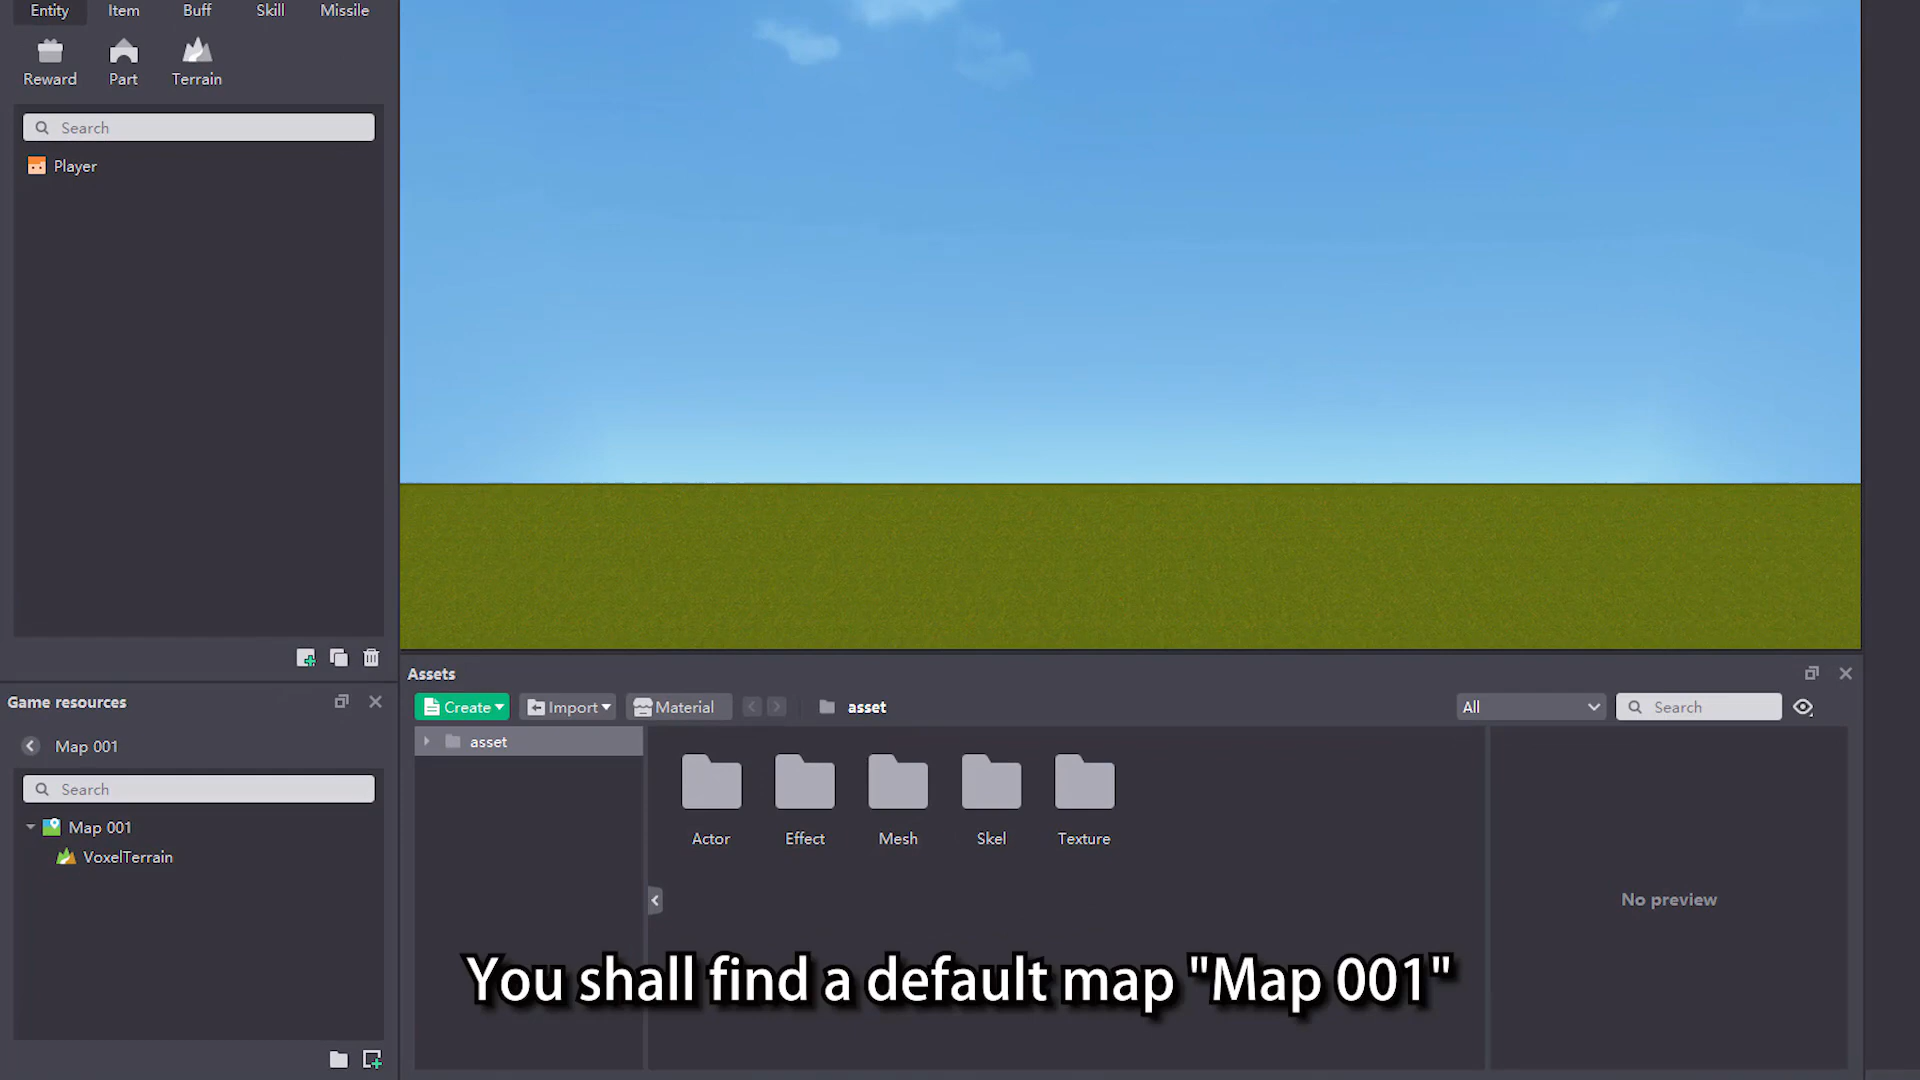 Entity Item Buff Skill Missile
Reward Part Terrain
Search
Player
Game resources
Map 001
Search
Map 001
VoxelTerrain
Assets
Create Import Material asset All Search
asset
Actor Effect Mesh Skel Texture
No preview
You shall find a default map "Map 001"